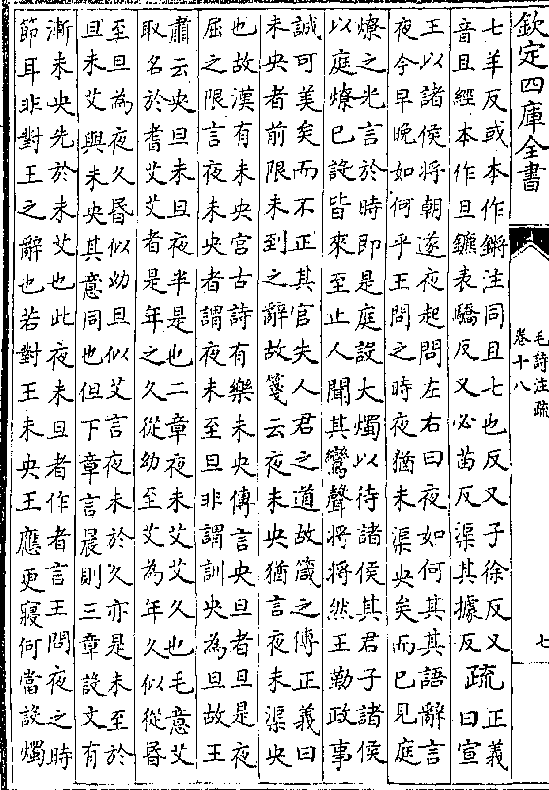 欽定四庫全書
毛詩注疏
卷十八
七
七羊反或本作鏘注同且七也反又子徐反又
音且經本作旦鑣表驕反又必苗反渠其據反
疏
正義
曰宣
王以諸侯將朝遂夜起問左右曰夜如何其其語辭言
夜今早晚如何乎王問之時夜猶未渠央矣而已見庭
燎之光言於時即是庭設大燭以待諸侯其君子諸侯
以庭燎已設皆來至止人聞其鸞聲將將然王勤政事
誠可美矣而不正其官失人君之道故箴之傳正義曰
未央者前限未到之辭故箋云夜未央猶言夜未渠央
也故漢有未央宮古詩有樂未央傳言央旦者旦是夜
屈之限言夜未央者謂夜未至旦非謂訓央為旦故王
肅云央旦未旦夜半是也二章夜未艾艾久也毛意艾
取名於耆艾艾者是年之久從幼至艾為年久似從昏
至旦為夜久昏似幼旦似艾言夜未於久亦是未至於
旦未艾與未央其意同也但下章言晨則三章設文有
漸未央先於未艾也此夜未旦者作者言王問夜之時
節耳非對王之辭也若對王未央王應更寢何當設燭